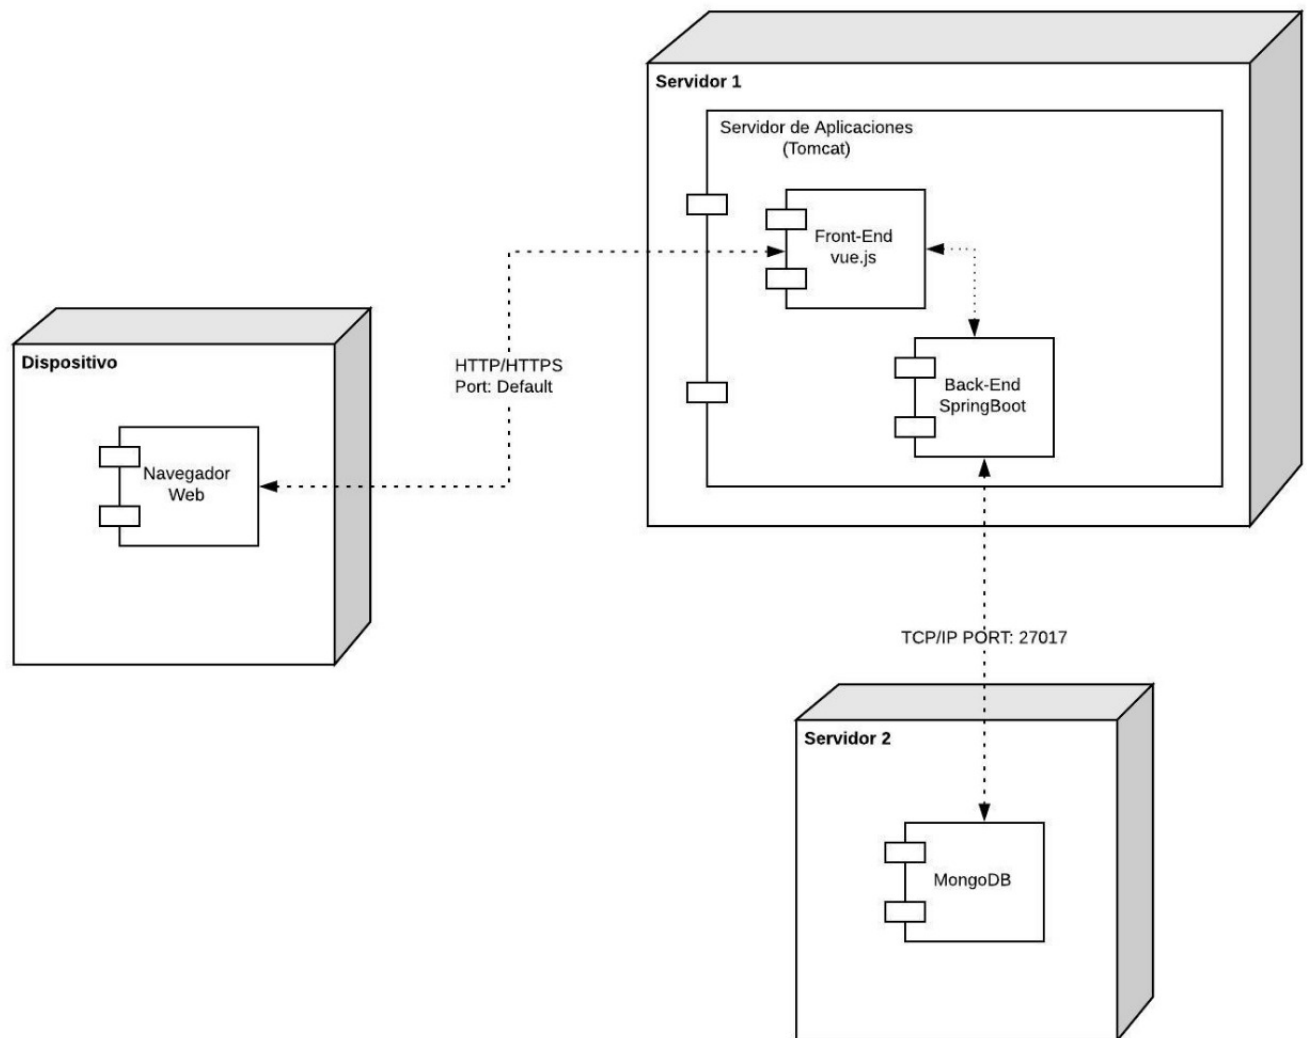 Servidor 1
Servidor de Aplicaciones
(Tomcat)
Front-End
vue.js
Dispositivo
HTTP/HTTPS
Port: Default
Back-End
SpringBoot
Navegador
Web
TCP/IP PORT: 27017
Servidor 2
MongoDB